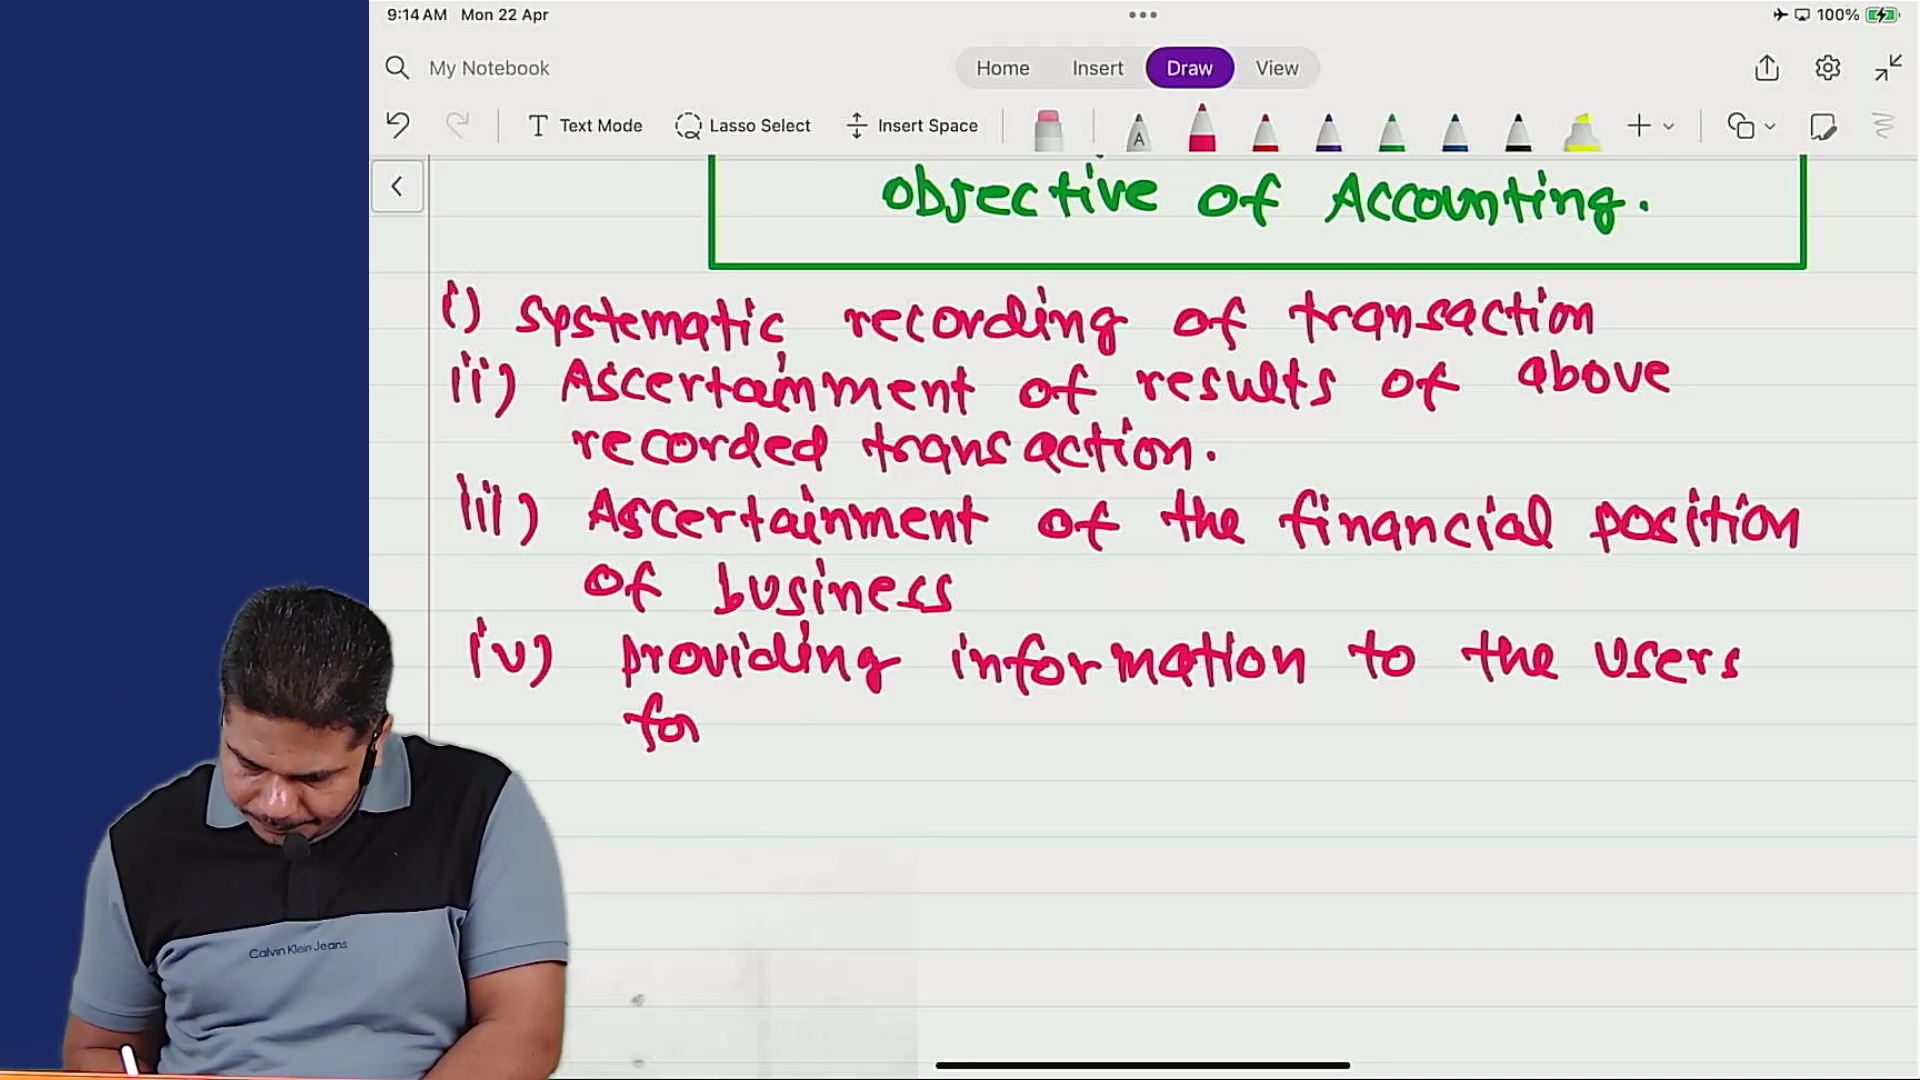 9:14 AM Mon 22 Apr
100%
My Notebook
Home Insert Draw View
Text Mode Lasso Select Insert Space
A
objective of Accounting.
i) systematic recording of transaction
ii) Ascertainment of results of above
recorded transaction.
iii) Ascertainment of the financial position
of business
iv) providing information to the users
for
Calvin Klein Jeans